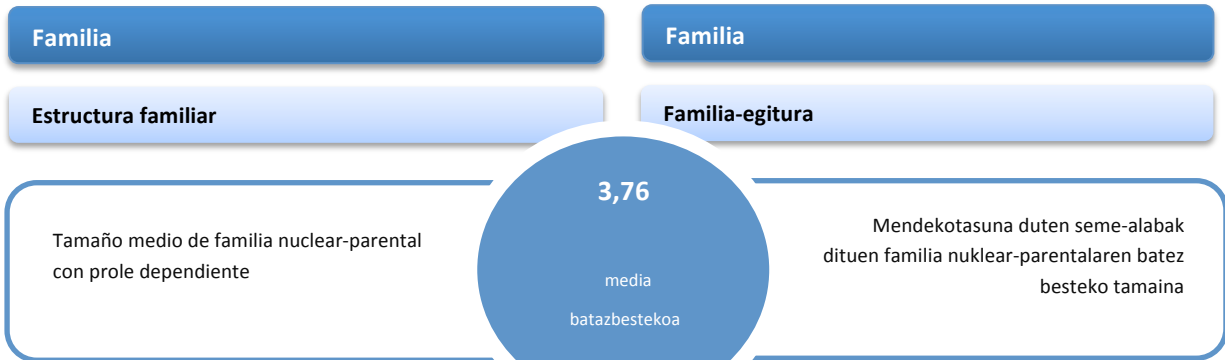 Familia
Familia
Estructura familiar
Familia-egitura
3,76
media
batazbestekoa
Tamaño medio de familia nuclear-parental
con prole dependiente
Mendekotasuna duten seme-alabak
dituen familia nuklear-parentalaren batez
besteko tamaina